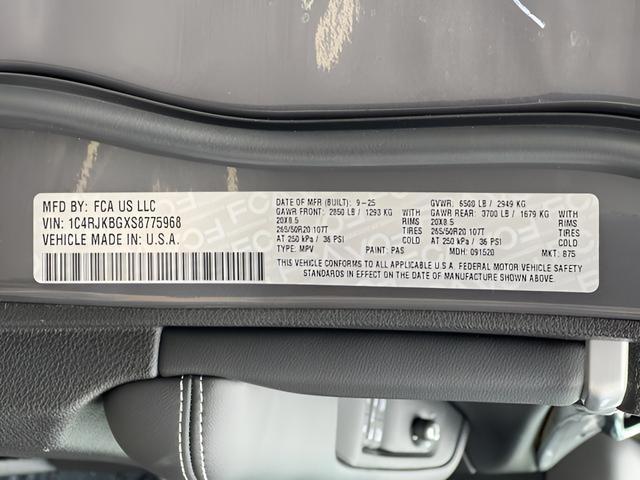 MFD BY: FCA US LLC
VIN: 1C4RJKBGXS8775968
VEHICLE MADE IN U.S.A.
DATE OF MFR (BUILT): 9-25 GVWR: 6500 LB / 2949 KG
GAWR FRONT: 2850 LB / 1293 KG WITH GAWR REAR: 3700 LB / 1679 KG WITH
20X8.5 RIMS 20X8.5 RIMS
265/50R20 107T TIRES 265/50R20 107T TIRES
AT 250 kPa / 36 PSI COLD AT 250 kPa / 36 PSI COLD
TYPE: MPV PAINT: PAS MDH: 091520 MKT: B75
THIS VEHICLE CONFORMS TO ALL APPLICABLE U.S.A. FEDERAL MOTOR VEHICLE SAFETY
STANDARDS IN EFFECT ON THE DATE OF MANUFACTURE SHOWN ABOVE.